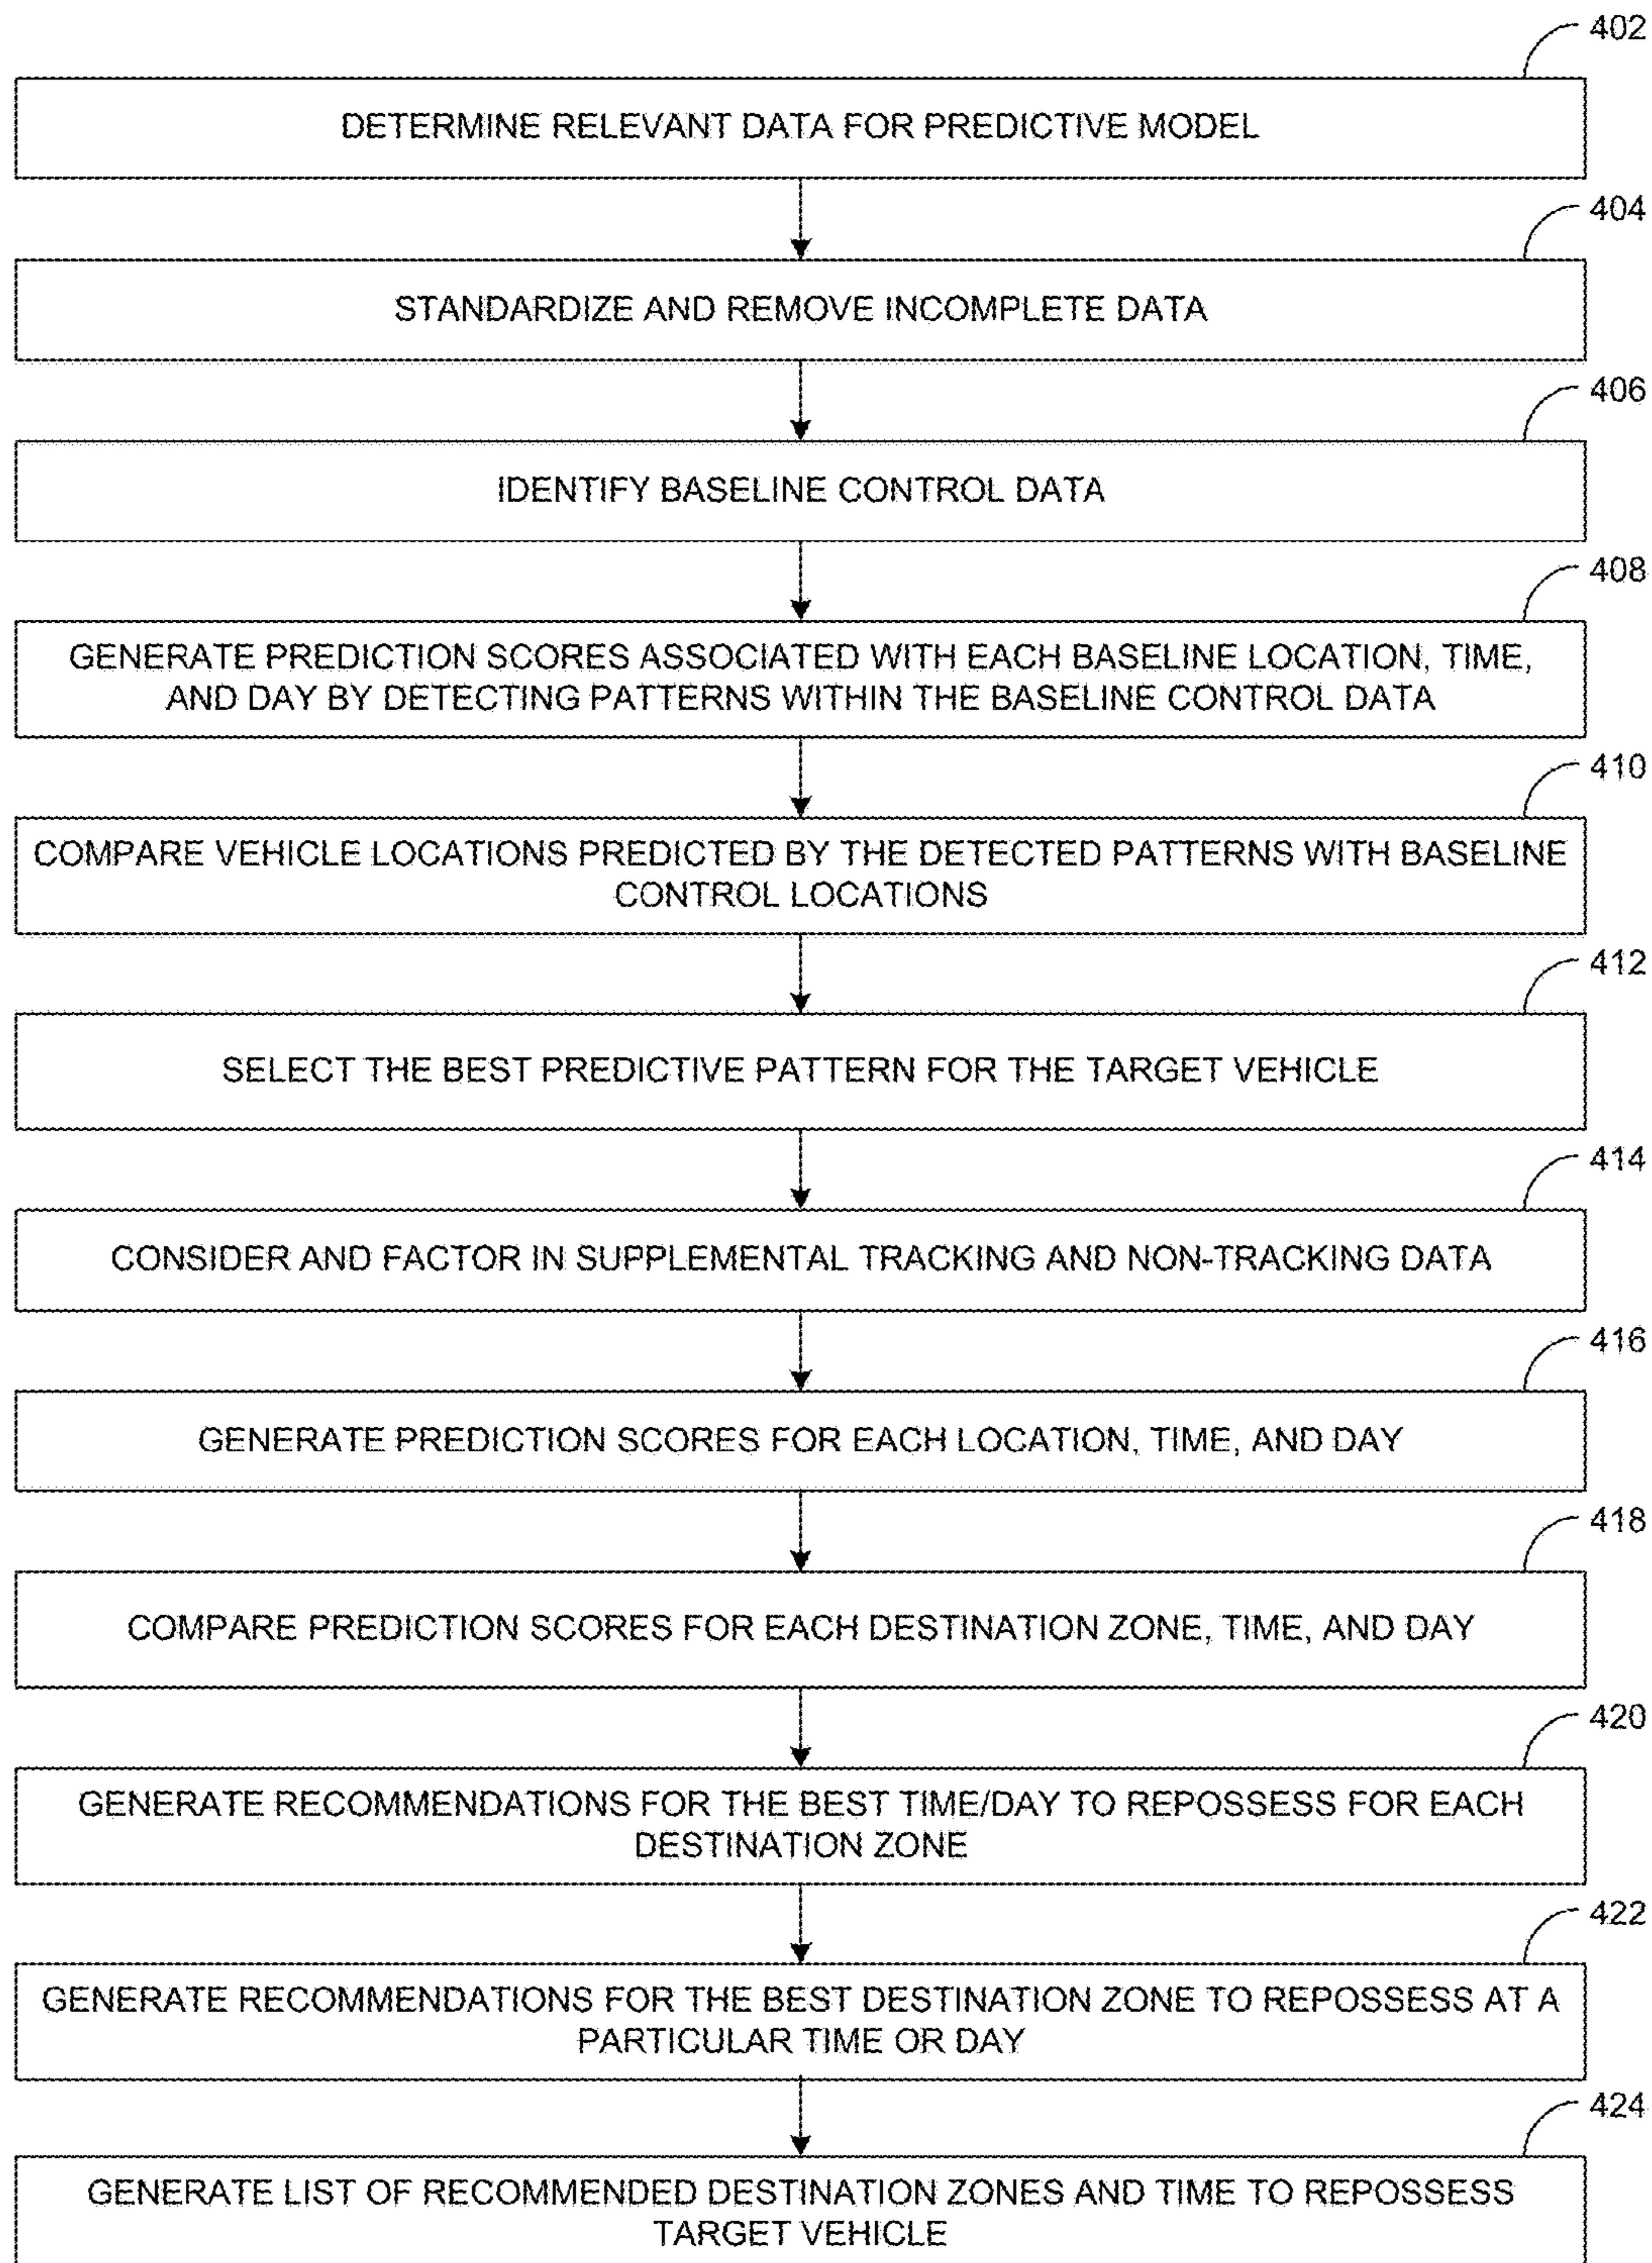 402
DETERMINE RELEVANT DATA FOR PREDICTIVE MODEL
404
STANDARDIZE AND REMOVE INCOMPLETE DATA
406
IDENTIFY BASELINE CONTROL DATA
408
GENERATE PREDICTION SCORES ASSOCIATED WITH EACH BASELINE LOCATION, TIME,
AND DAY BY DETECTING PATTERNS WITHIN THE BASELINE CONTROL DATA
410
COMPARE VEHICLE LOCATIONS PREDICTED BY THE DETECTED PATTERNS WITH BASELINE
CONTROL LOCATIONS
412
SELECT THE BEST PREDICTIVE PATTERN FOR THE TARGET VEHICLE
414
CONSIDER AND FACTOR IN SUPPLEMENTAL TRACKING AND NON-TRACKING DATA
416
GENERATE PREDICTION SCORES FOR EACH LOCATION, TIME, AND DAY
418
COMPARE PREDICTION SCORES FOR EACH DESTINATION ZONE, TIME, AND DAY
420
GENERATE RECOMMENDATIONS FOR THE BEST TIME/DAY TO REPOSSESS FOR EACH
DESTINATION ZONE
422
GENERATE RECOMMENDATIONS FOR THE BEST DESTINATION ZONE TO REPOSSESS AT A
PARTICULAR TIME OR DAY
424
GENERATE LIST OF RECOMMENDED DESTINATION ZONES AND TIME TO REPOSSESS
TARGET VEHICLE